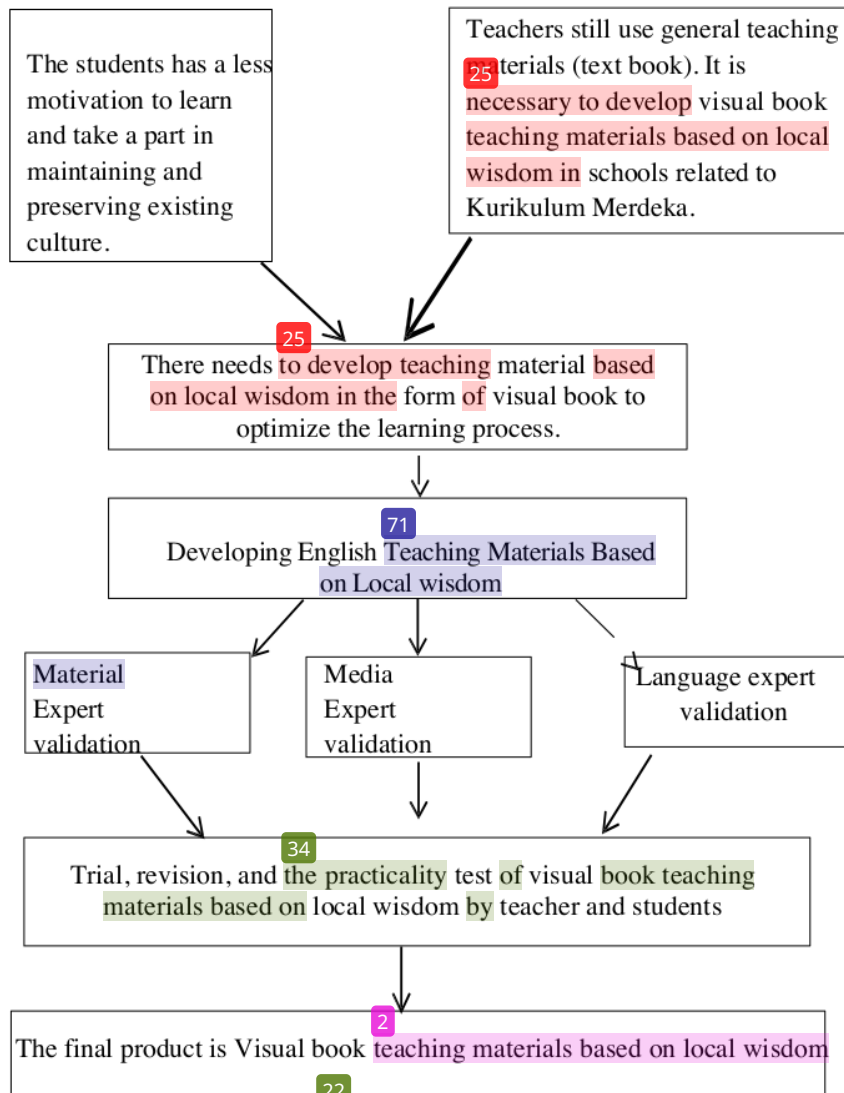 The students has a less
motivation to learn
and take a part in
maintaining and
preserving existing
culture.
Teachers still use general teaching
materials (text book). It is
25
necessary to develop visual book
teaching materials based on local
wisdom in schools related to
Kurikulum Merdeka.
25
There needs to develop teaching material based
on local wisdom in the form of visual book to
optimize the learning process.
71
Developing English Teaching Materials Based
on Local wisdom
Material
Expert
validation
Media
Expert
validation
Language expert
validation
34
Trial, revision, and the practicality test of visual book teaching
materials based on local wisdom by teacher and students
2
The final product is Visual book teaching materials based on local wisdom
22